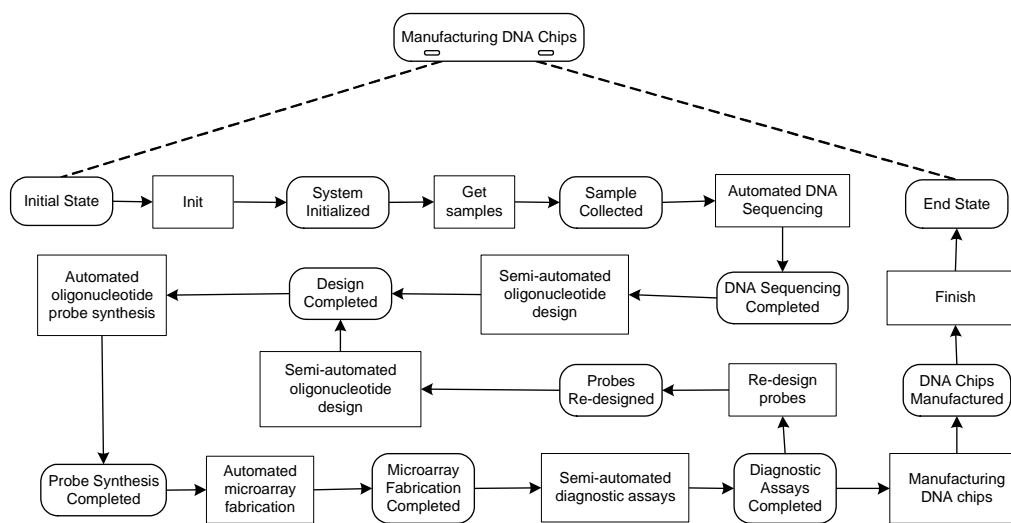 Manufacturing DNA Chips
Initial State
Init
System
Initialized
Get
samples
Sample
Collected
Automated DNA
Sequencing
End State
Automated
oligonucleotide
probe synthesis
Design
Completed
Semi-automated
oligonucleotide
design
DNA Sequencing
Completed
Finish
Semi-automated
oligonucleotide
design
Probes
Re-designed
Re-design
probes
DNA Chips
Manufactured
Probe Synthesis
Completed
Automated
microarray
fabrication
Microarray
Fabrication
Completed
Semi-automated
diagnostic assays
Diagnostic
Assays
Completed
Manufacturing
DNA chips